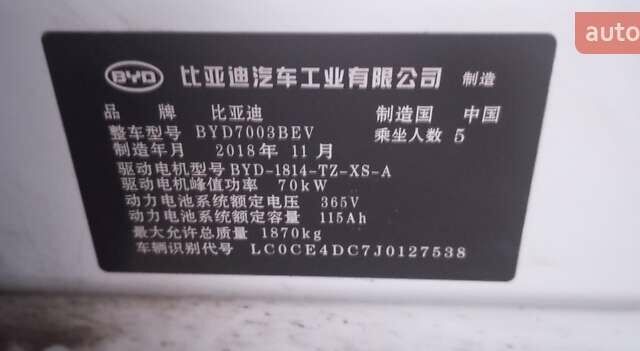 auto
BYD 比亚迪汽车工业有限公司 制造
品牌 比亚迪 制造国 中国
整车型号 BYD7003BEV 乘坐人数 5
制造年月 2018年11月
驱动电机型号BYD-1814-TZ-XS-A
驱动电机峰值功率 70kW
动力电池系统额定电压 365V
动力电池系统额定容量 115Ah
最大允许总质量 1870kg
车辆识别代号 LC0CE4DC7J0127538